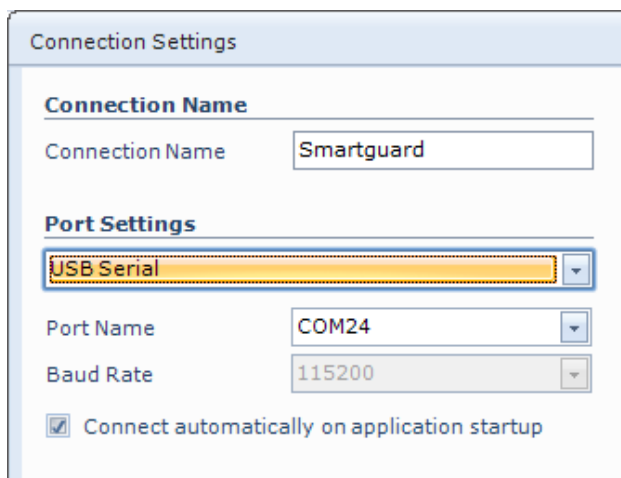 Connection Settings
Connection Name
Connection Name Smartguard
Port Settings
USB Serial
Port Name COM24
Baud Rate 115200
Connect automatically on application startup